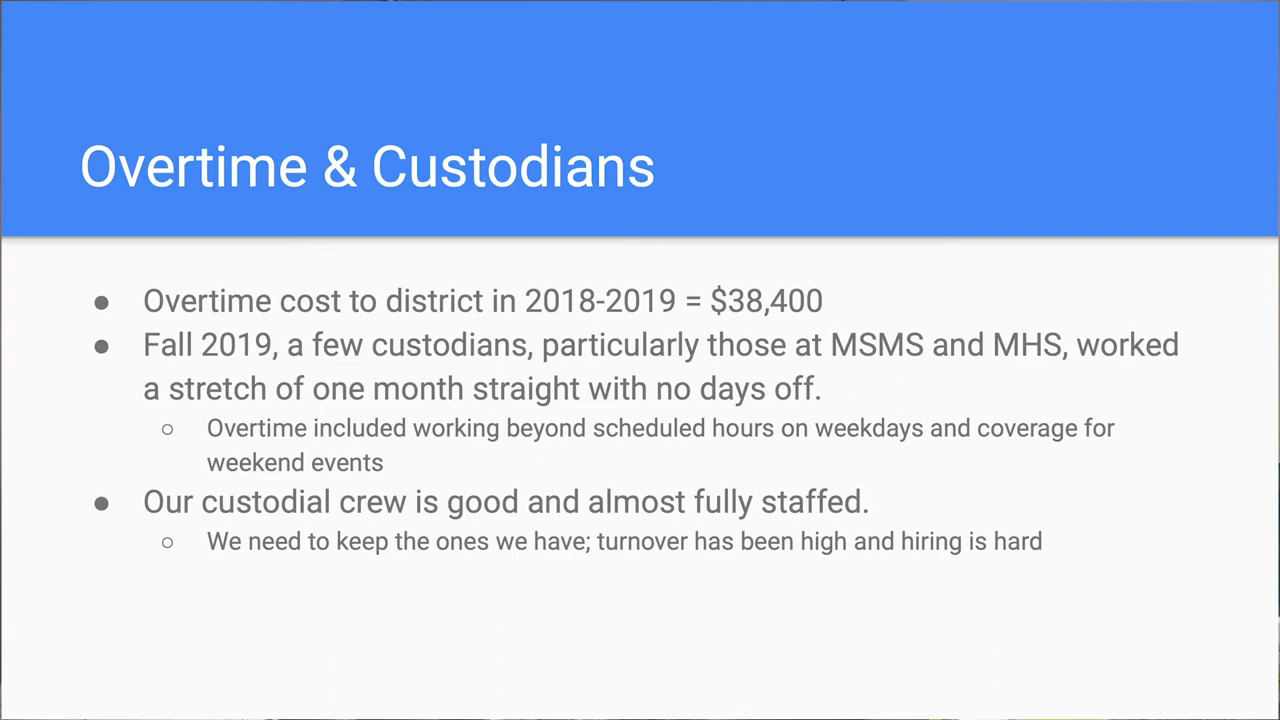 Overtime & Custodians
● Overtime cost to district in 2018-2019 = $38,400
● Fall 2019, a few custodians, particularly those at MSMS and MHS, worked
a stretch of one month straight with no days off.
○ Overtime included working beyond scheduled hours on weekdays and coverage for
weekend events
● Our custodial crew is good and almost fully staffed.
○ We need to keep the ones we have; turnover has been high and hiring is hard